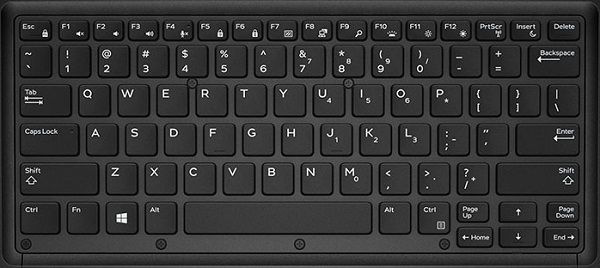 Esc F1 F2 F3 F4 F5 F6 F7 F8 F9 F10 F11 F12 PrtScr Insert Delete
~ ! @ # $ % ^ & * ( ) _ + Backspace
` 1 2 3 4 5 6 7 7 8 8 9 9 0 - =
Tab Q W E R T Y U 4 I 5 O 6 P * { [ } ] | \
Caps Lock A S D F G H J 1 K 2 L 3 : ; - " ' Enter
Shift Z X C V B N M 0 < , > . ? / + Shift
Ctrl Fn Alt Alt Ctrl Page Up ↑ Page Down
← Home ↓ End →